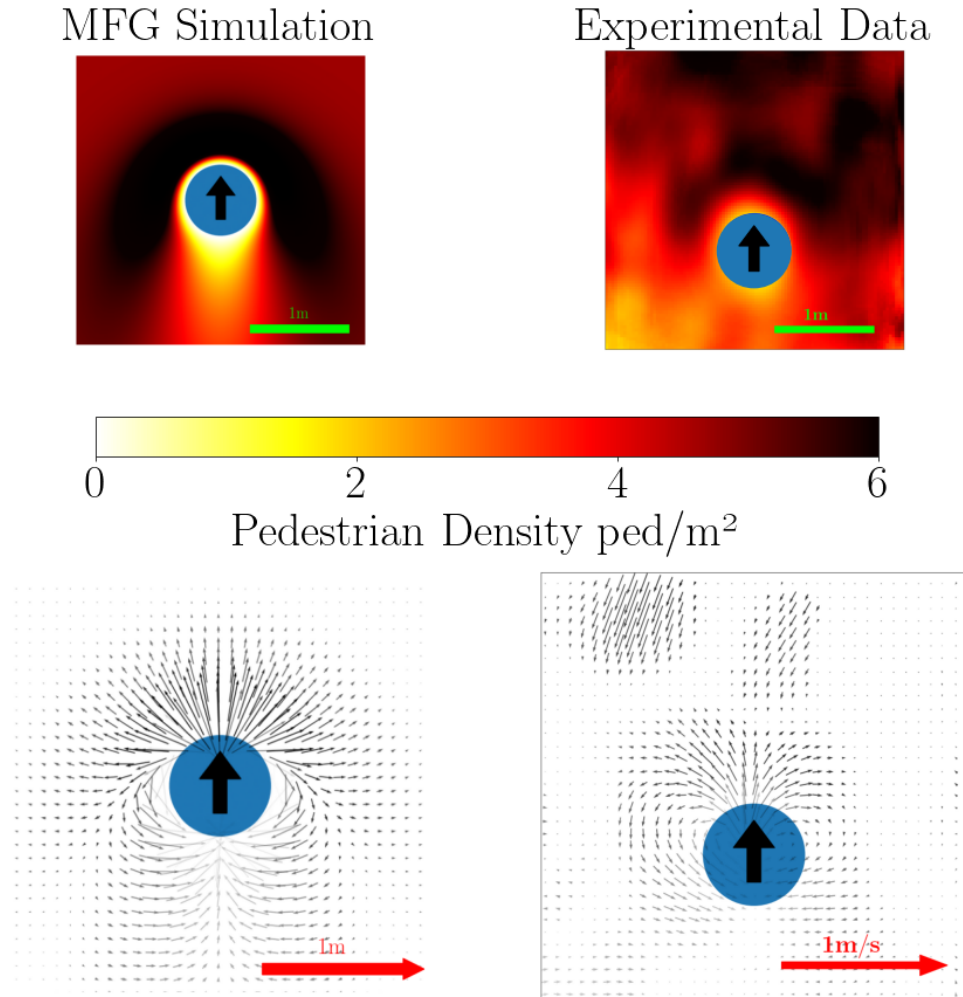 MFG Simulation
Experimental Data
1m
1m
0 2 4 6
Pedestrian Density ped/m²
1m
1m/s